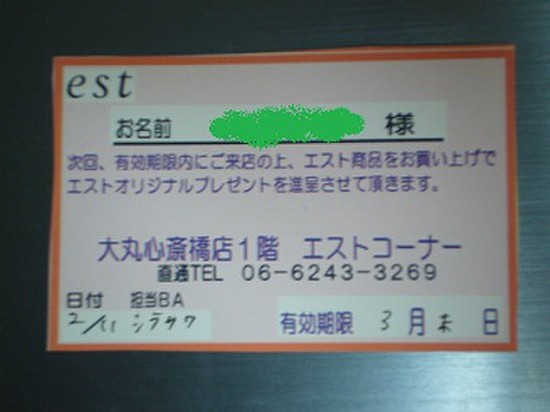 est
お名前 様
次回、有効期限内にご来店の上、エスト商品をお買い上げで
エストオリジナルプレゼントを進呈させて頂きます。
大丸心斎橋店1階 エストコーナー
直通TEL 06-6243-3269
日付 担当BA
2/11 シラサワ
有効期限 3 月 末 日